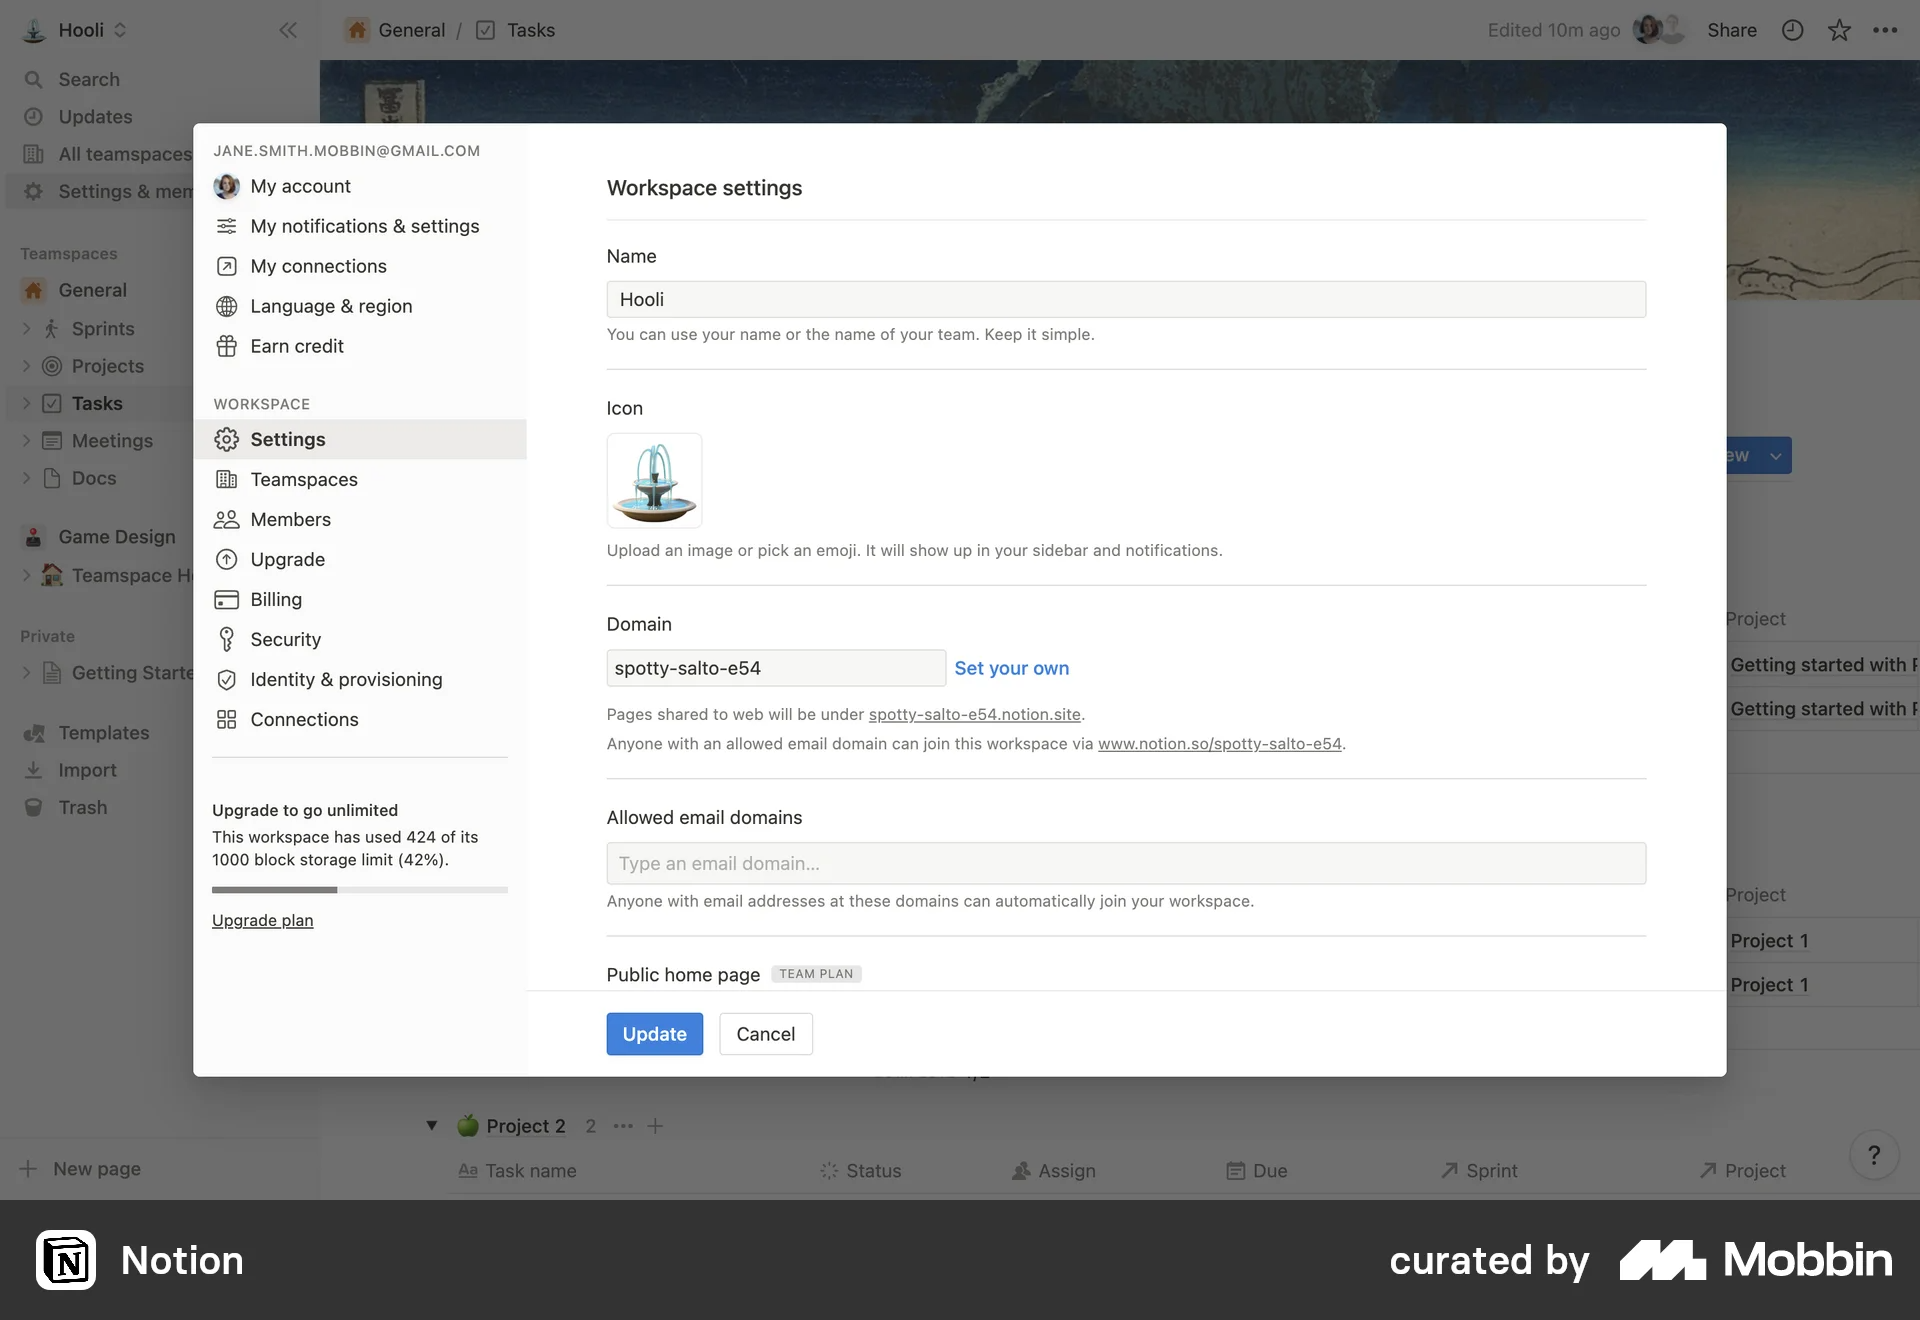 Hooli
General / Tasks
Edited 10m ago
Share
Search
Updates
All teamspaces
Settings & mem
Teamspaces
General
Sprints
Projects
Tasks
Meetings
Docs
Game Design
Teamspace H
Private
Getting Starte
Templates
Import
Trash
New page
JANE.SMITH.MOBBIN@GMAIL.COM
My account
My notifications & settings
My connections
Language & region
Earn credit
WORKSPACE
Settings
Teamspaces
Members
Upgrade
Billing
Security
Identity & provisioning
Connections
Upgrade to go unlimited
This workspace has used 424 of its
1000 block storage limit (42%).
Upgrade plan
Workspace settings
Name
Hooli
You can use your name or the name of your team. Keep it simple.
Icon
Upload an image or pick an emoji. It will show up in your sidebar and notifications.
Domain
spotty-salto-e54 Set your own
Pages shared to web will be under spotty-salto-e54.notion.site.
Anyone with an allowed email domain can join this workspace via www.notion.so/spotty-salto-e54.
Allowed email domains
Type an email domain...
Anyone with email addresses at these domains can automatically join your workspace.
Public home page TEAM PLAN
Update
Cancel
ew
Project
Getting started with
Getting started with
Project
Project 1
Project 1
Project 2 2
Aa Task name
Status
Assign
Due
Sprint
Project
?
Notion
curated by Mobbin